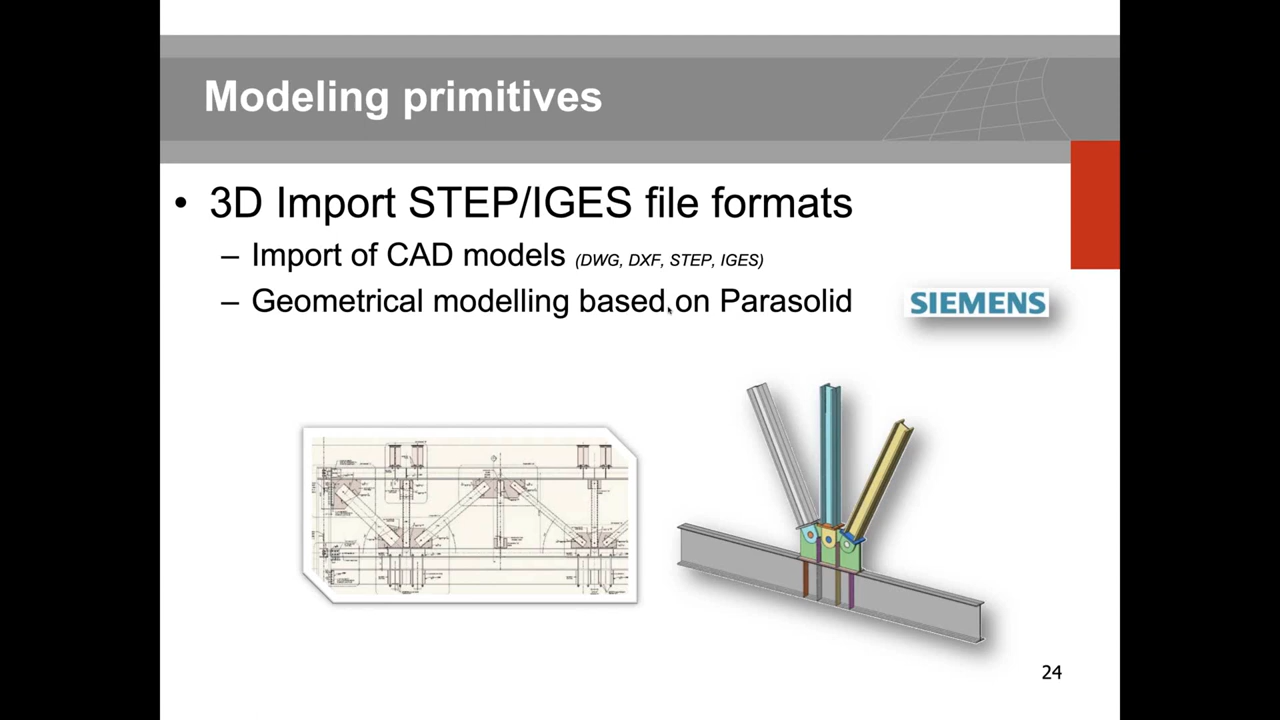 Modeling primitives
• 3D Import STEP/IGES file formats
– Import of CAD models (DWG, DXF, STEP, IGES)
– Geometrical modelling based on Parasolid
SIEMENS
24